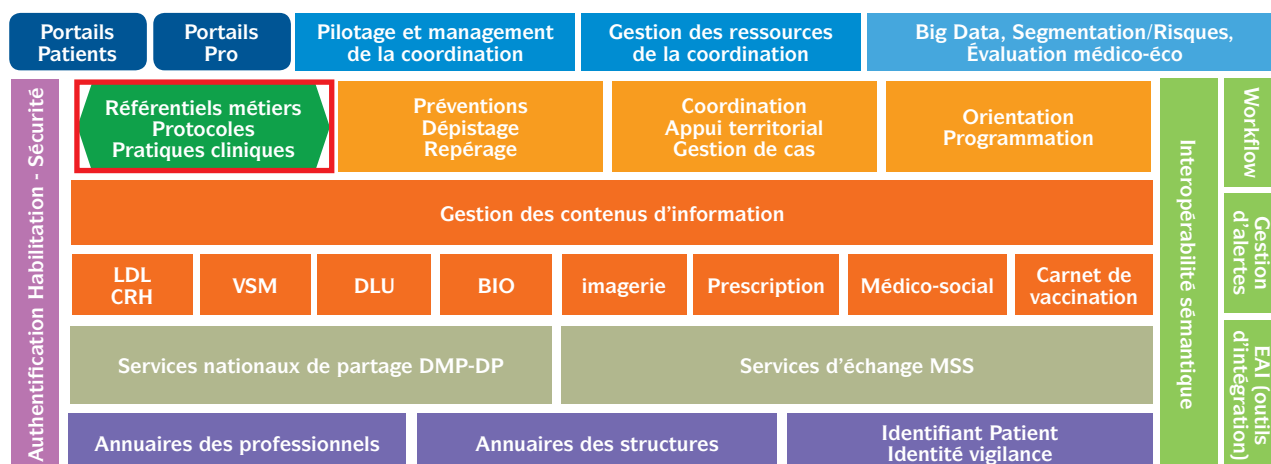 Portails
Patients
Portails
Pro
Pilotage et management
de la coordination
Gestion des ressources
de la coordination
Big Data, Segmentation/Risques,
Évaluation médico-éco
Authentification Habilitation - Sécurité
Référentiels métiers
Protocoles
Pratiques cliniques
Préventions
Dépistage
Repérage
Coordination
Appui territorial
Gestion de cas
Orientation
Programmation
Interopérabilité sémantique
Workflow
Gestion des contenus d'information
Gestion
d'alertes
LDL
CRH
VSM
DLU
BIO
imagerie
Prescription
Médico-social
Carnet de
vaccination
Services nationaux de partage DMP-DP
Services d'échange MSS
EAI (outils
d'intégration)
Annuaires des professionnels
Annuaires des structures
Identifiant Patient
Identité vigilance